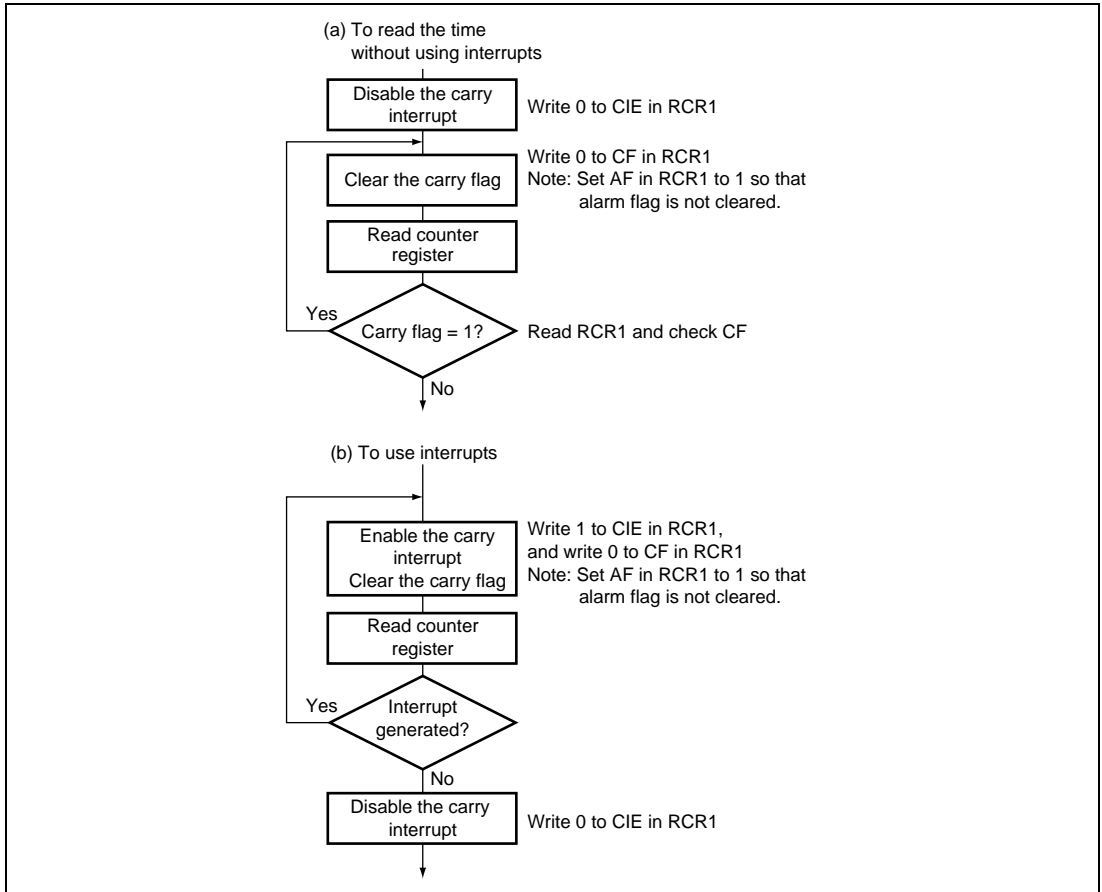 (a) To read the time
without using interrupts
Disable the carry
interrupt
Write 0 to CIE in RCR1
Clear the carry flag
Write 0 to CF in RCR1
Note: Set AF in RCR1 to 1 so that
alarm flag is not cleared.
Read counter
register
Yes
Carry flag = 1?
Read RCR1 and check CF
No
(b) To use interrupts
Enable the carry
interrupt
Clear the carry flag
Write 1 to CIE in RCR1,
and write 0 to CF in RCR1
Note: Set AF in RCR1 to 1 so that
alarm flag is not cleared.
Read counter
register
Yes
Interrupt
generated?
No
Disable the carry
interrupt
Write 0 to CIE in RCR1